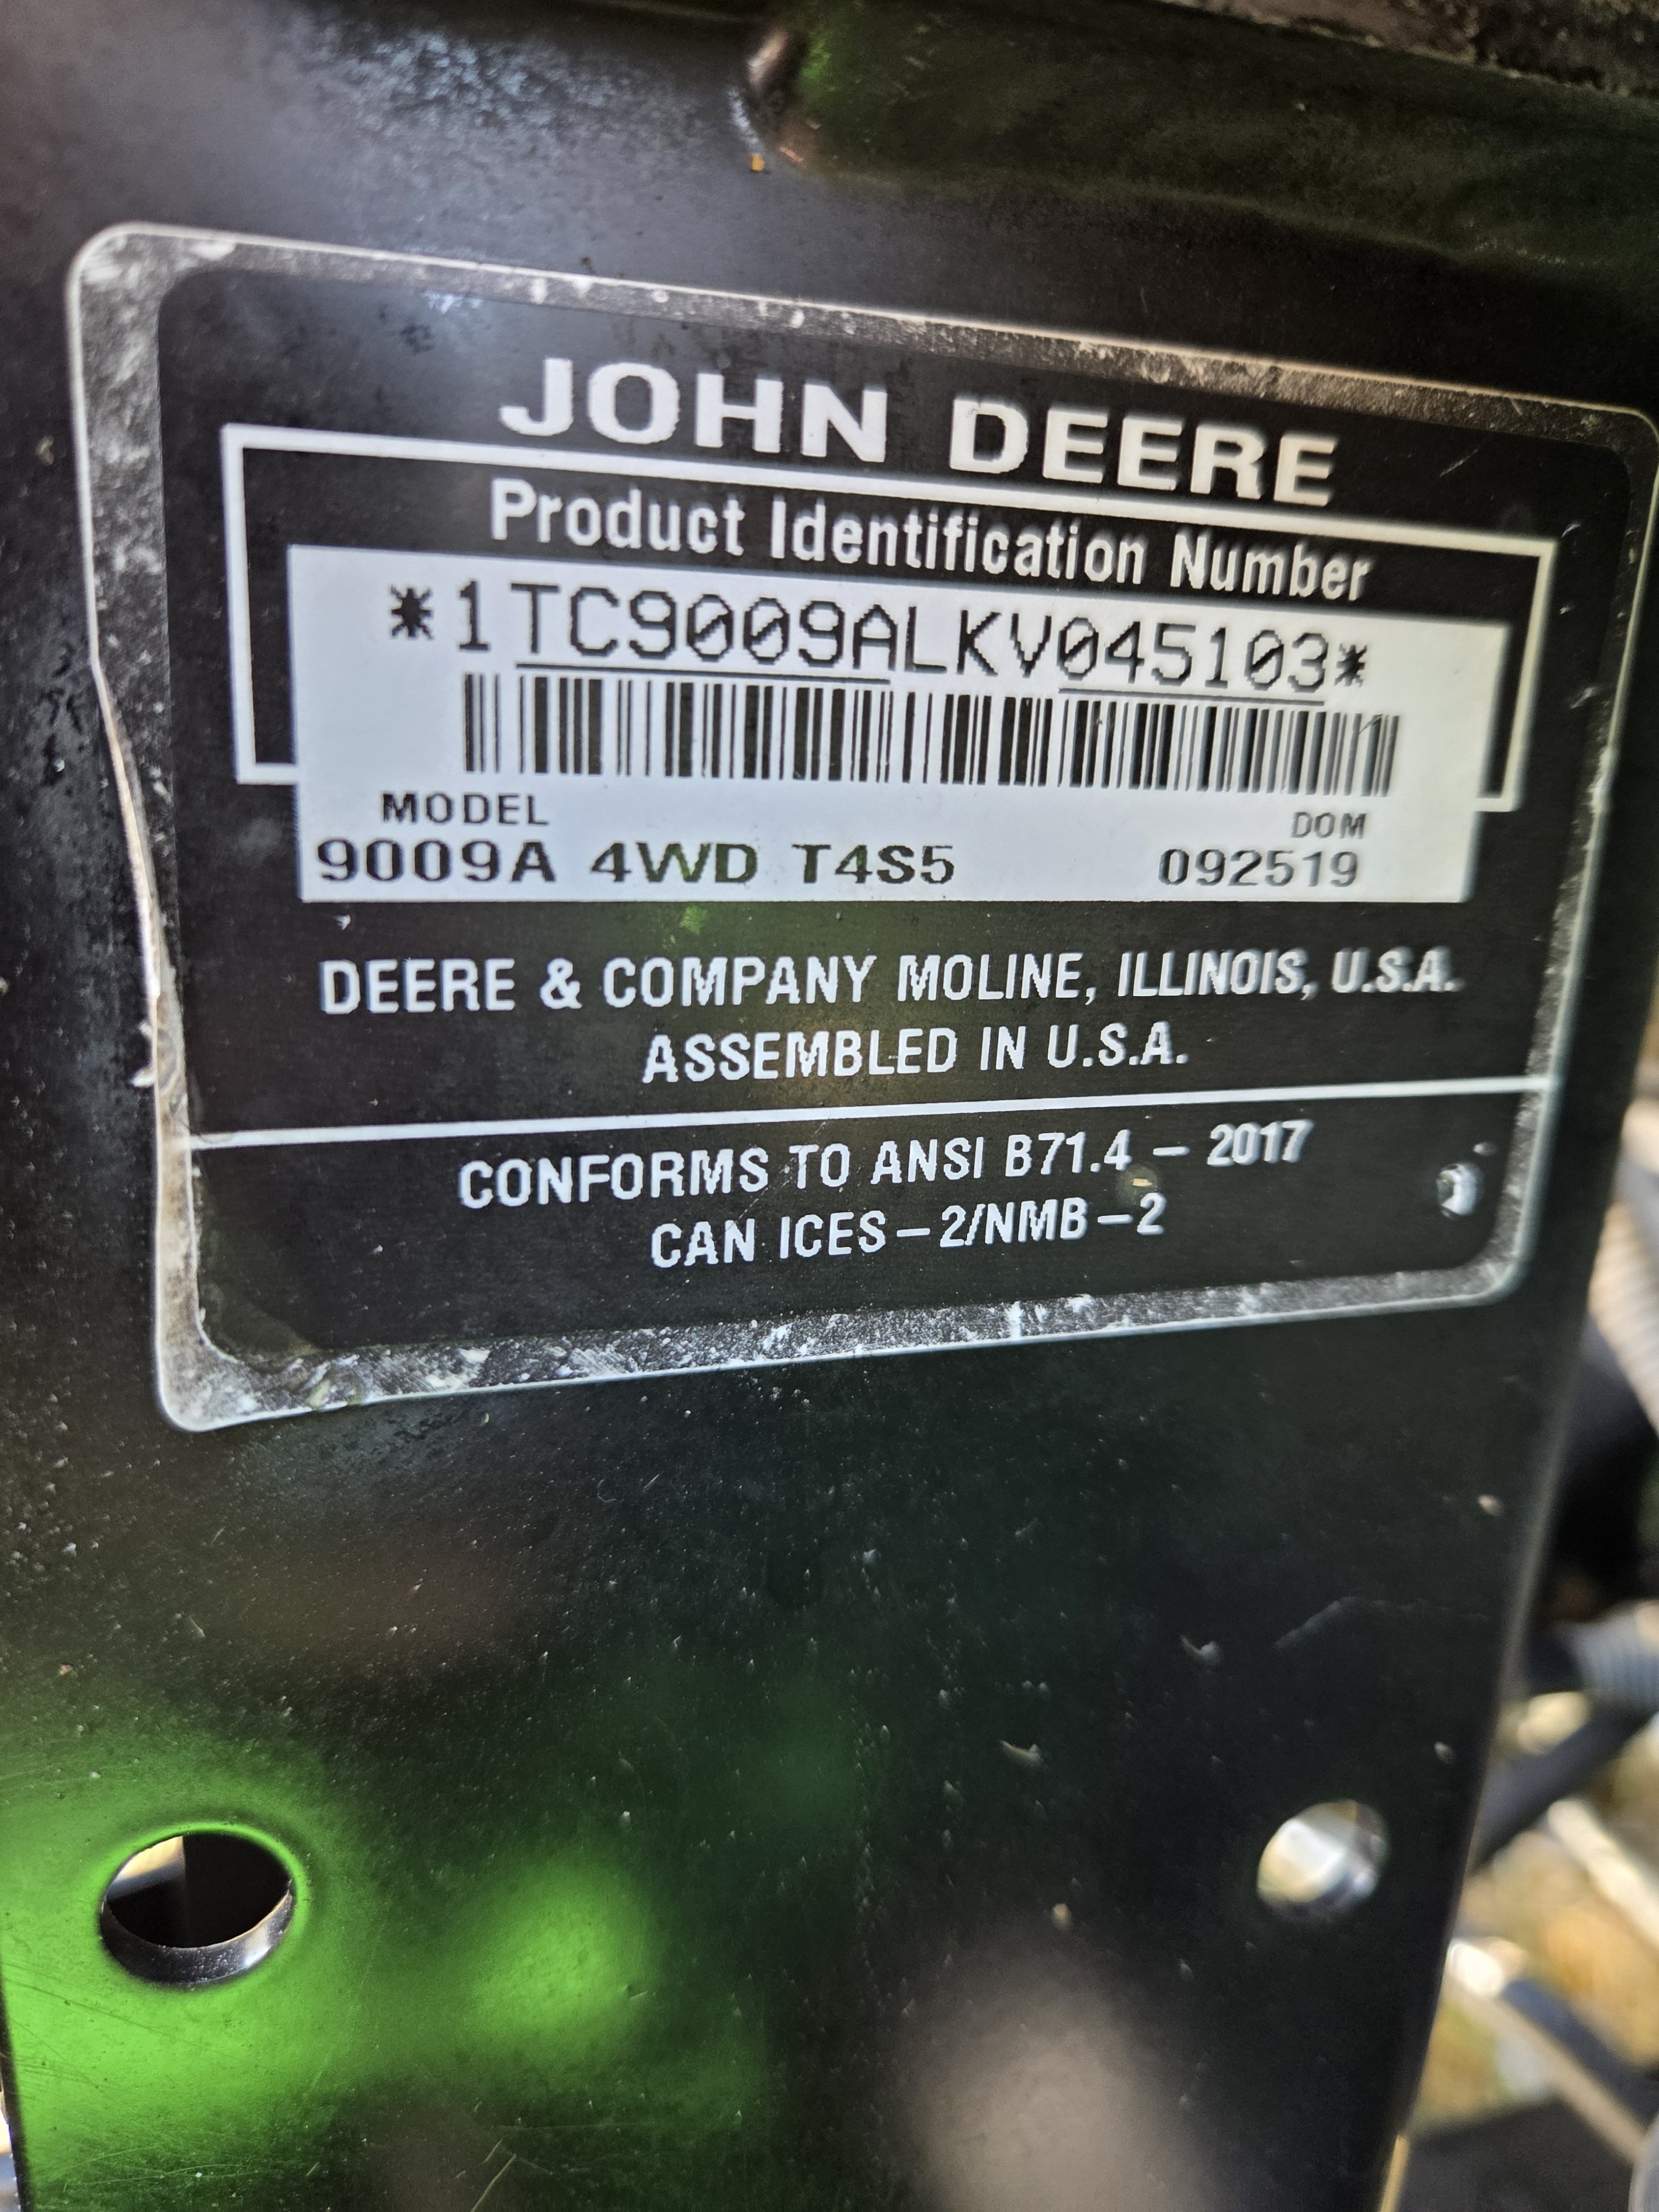 JOHN DEERE
Product Identification Number
*1TC9009ALKV045103*
MODEL DOM
9009A 4WD T4S5 092519
DEERE & COMPANY MOLINE, ILLINOIS, U.S.A.
ASSEMBLED IN U.S.A.
CONFORMS TO ANSI B71.4 – 2017
CAN ICES – 2/NMB – 2